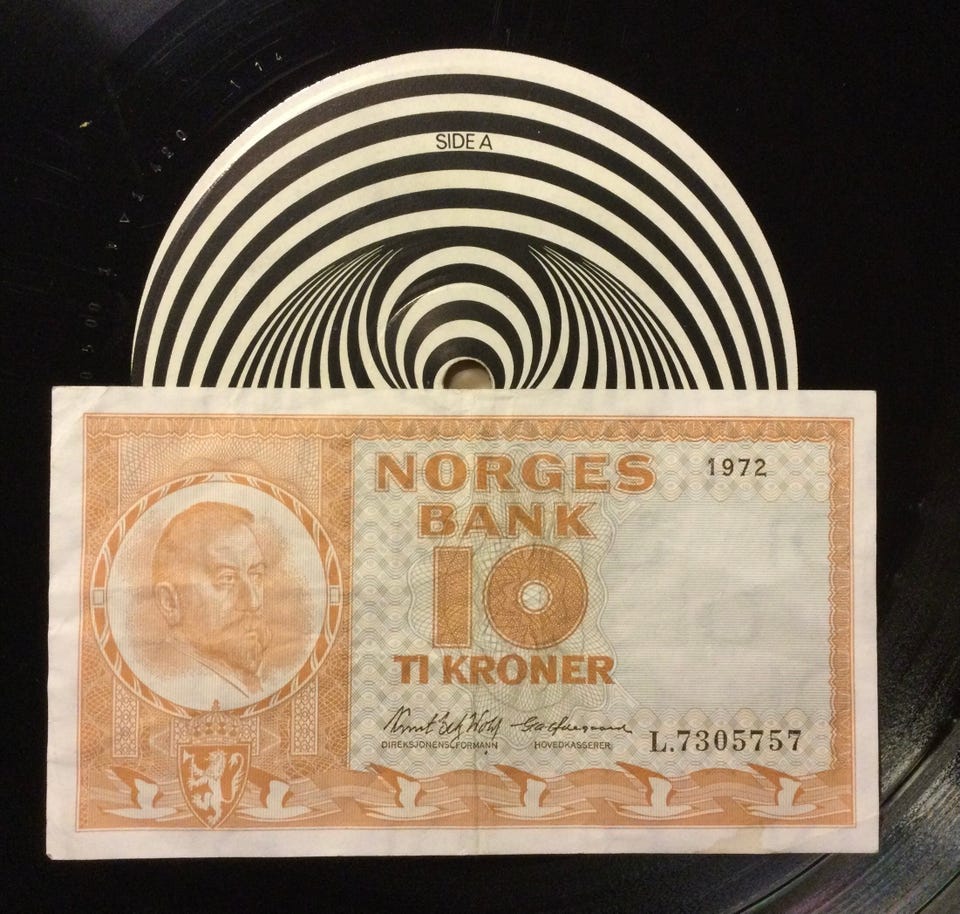 SIDE A
NORGES
BANK
1972
10
TI KRONER
DIREKSJONENS FORMANN
HOVEDKASSERER
L.7305757